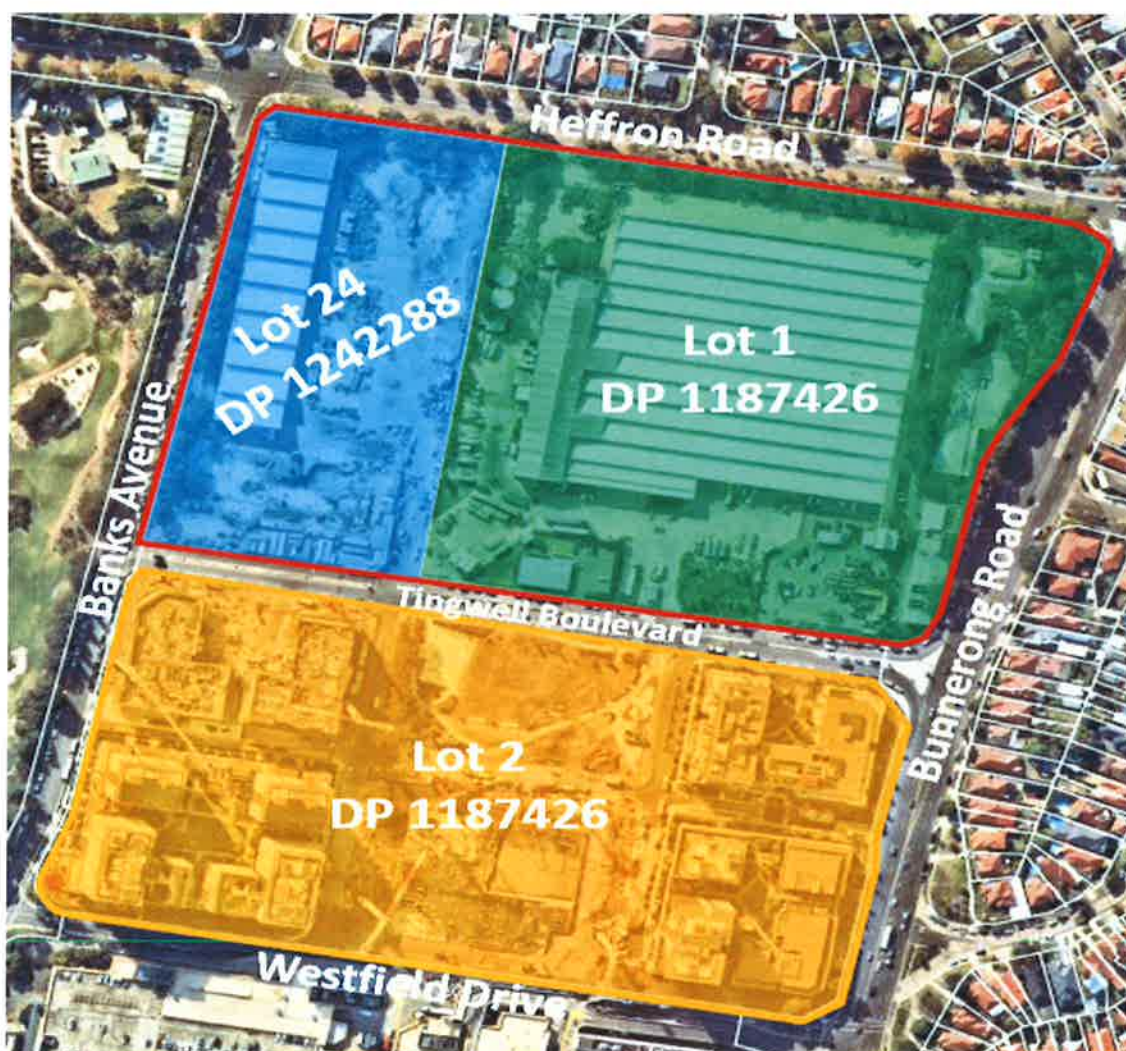 Heffron Road
Lot 24
DP 1242288
Lot 1
DP 1187426
Banks Avenue
Tingwell Boulevard
Bunnerong Road
Lot 2
DP 1187426
Westfield Drive